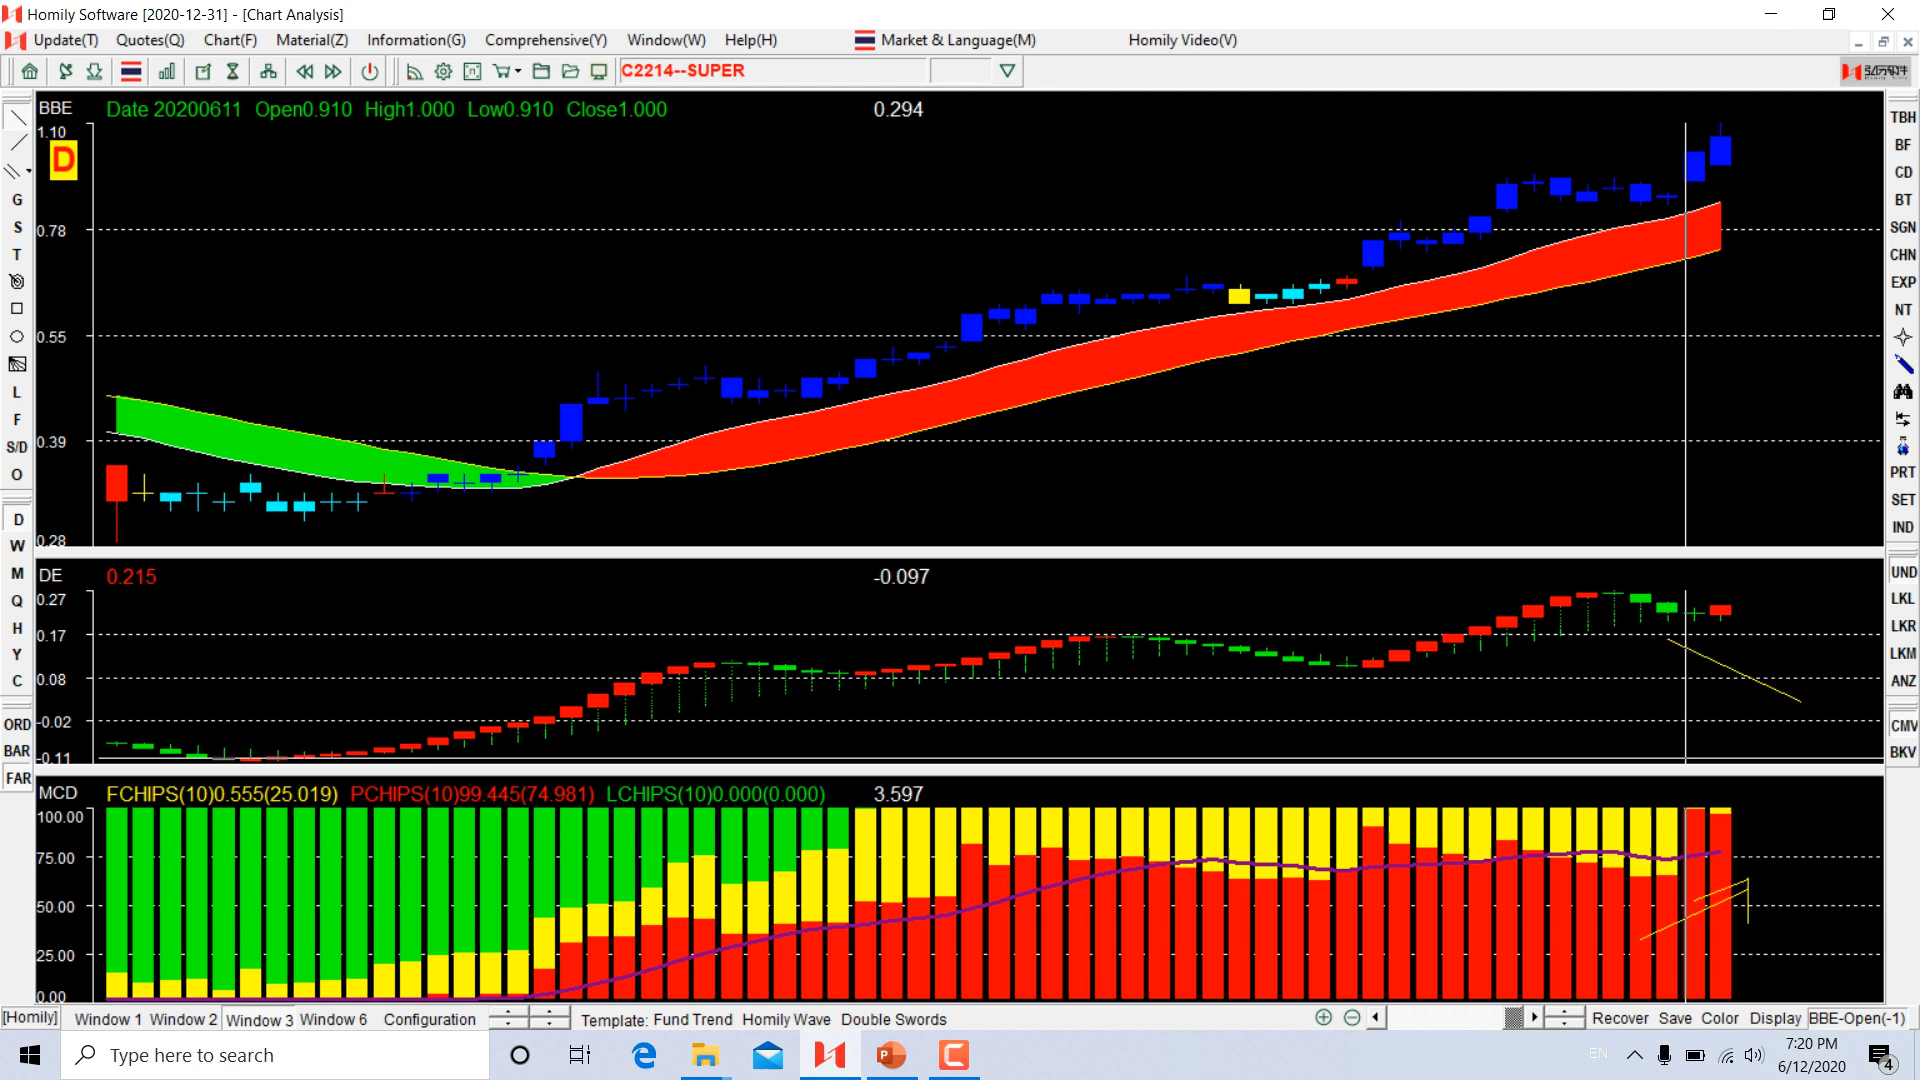 Homily Software [2020-12-31] - [Chart Analysis]
Update(T) Quotes(Q) Chart(F) Material(Z) Information(G) Comprehensive(Y) Window(W) Help(H) Market & Language(M) Homily Video(V)
C2214--SUPER
BBE Date 20200611 Open0.910 High1.000 Low0.910 Close1.000 0.294
1.10
D
0.78
0.55
0.39
0.28
DE 0.215 -0.097
0.27
0.17
0.08
-0.02
-0.11
MCD FCHIPS(10)0.555(25.019) PCHIPS(10)99.445(74.981) LCHIPS(10)0.000(0.000) 3.597
100.00
75.00
50.00
25.00
0.00
G
S
T
L
F
S/D
O
D
W
M
Q
H
Y
C
ORD
BAR
FAR
TBH
BF
CD
BT
SGN
CHN
EXP
NT
PRT
SET
IND
UND
LKL
LKR
LKM
ANZ
CMV
BKV
[Homily] Window 1 Window 2 Window 3 Window 6 Configuration Template: Fund Trend Homily Wave Double Swords Recover Save Color Display BBE-Open(-1)
Type here to search
EN
7:20 PM
6/12/2020
4